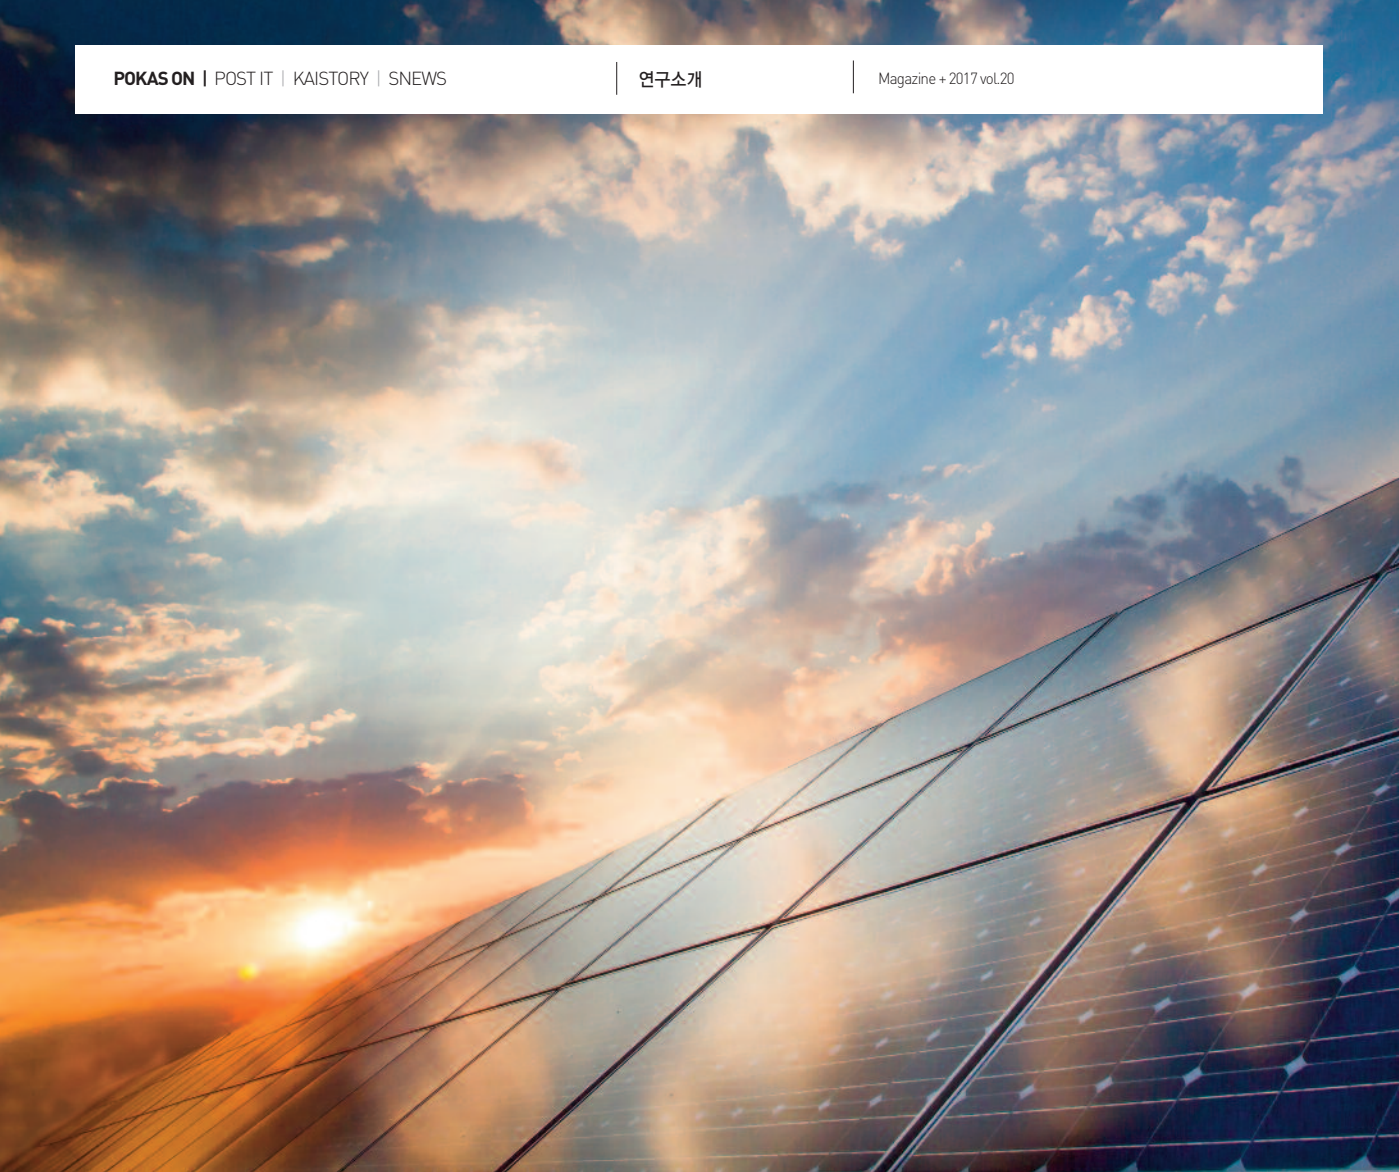 POKAS ON | POST IT | KAISTORY | SNEWS | 연구소개 | Magazine + 2017 vol.20